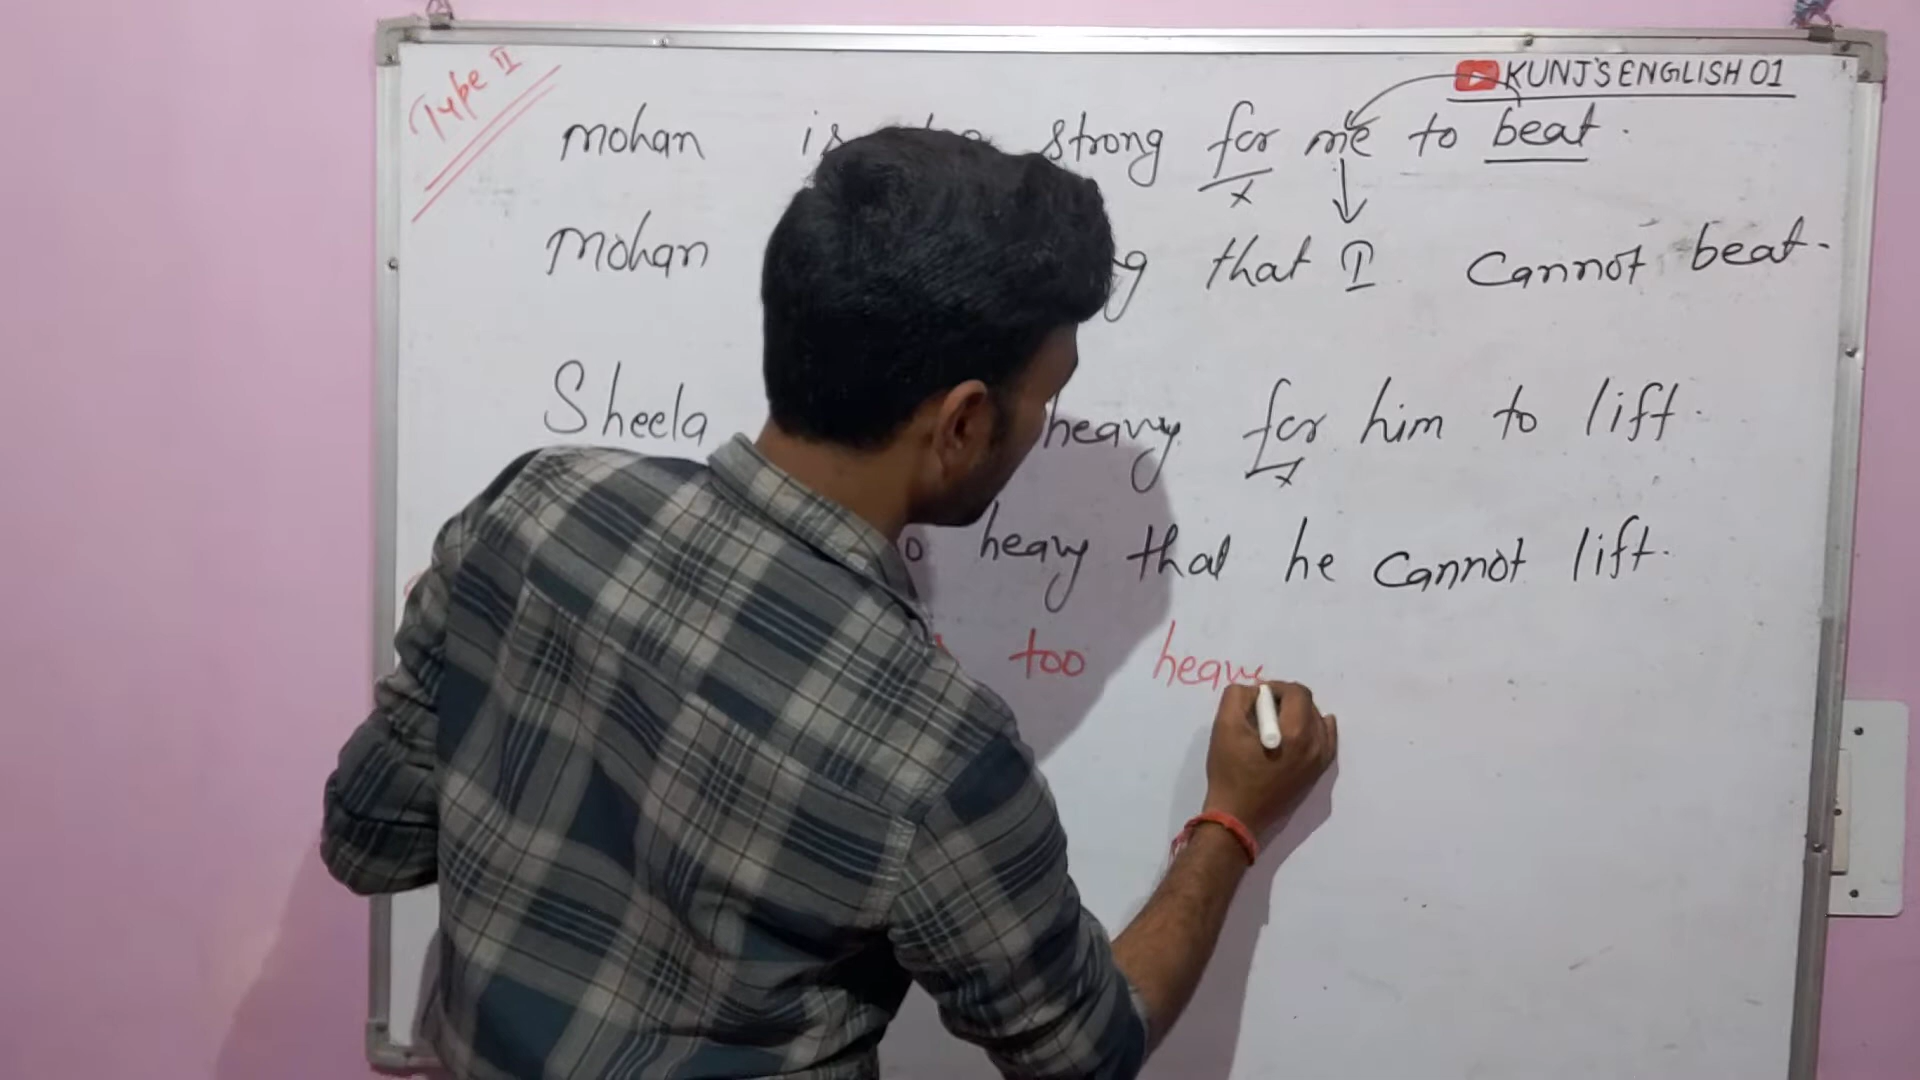 Type II
KUNJ'S ENGLISH 01
mohan is strong for me to beat.
x
Mohan that I cannot beat.
Sheela heavy for him to lift.
x
heavy that he cannot lift.
too heavy